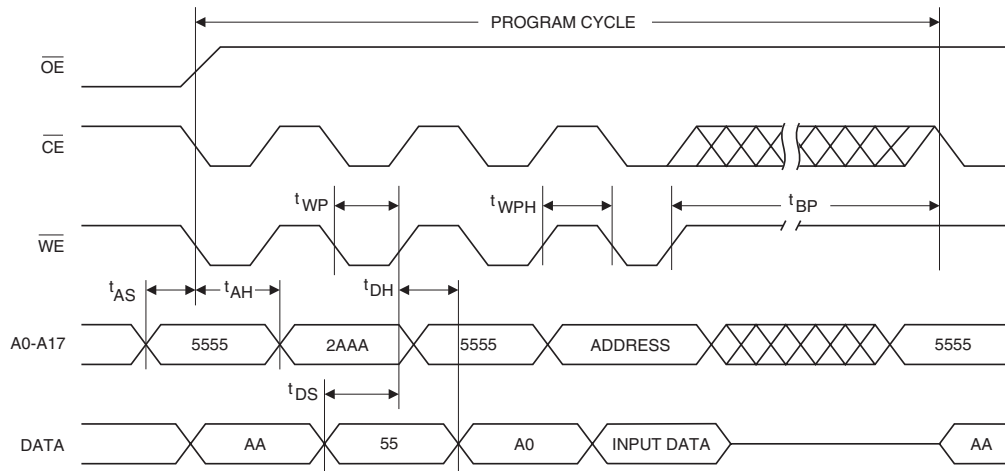 PROGRAM CYCLE
OE
CE
tWP
tWPH
tBP
WE
tAS
tAH
tDH
A0-A17
5555
2AAA
5555
ADDRESS
5555
tDS
DATA
AA
55
A0
INPUT DATA
AA